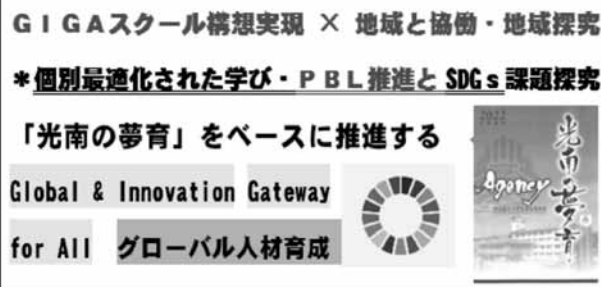 ＧＩＧＡスクール構想実現 × 地域と協働・地域探究
＊個別最適化された学び・ＰＢＬ推進と SDGｓ課題探究
「光南の夢育」をベースに推進する
Global & Innovation Gateway
for All グローバル人材育成
2022
Agency
光南夢育